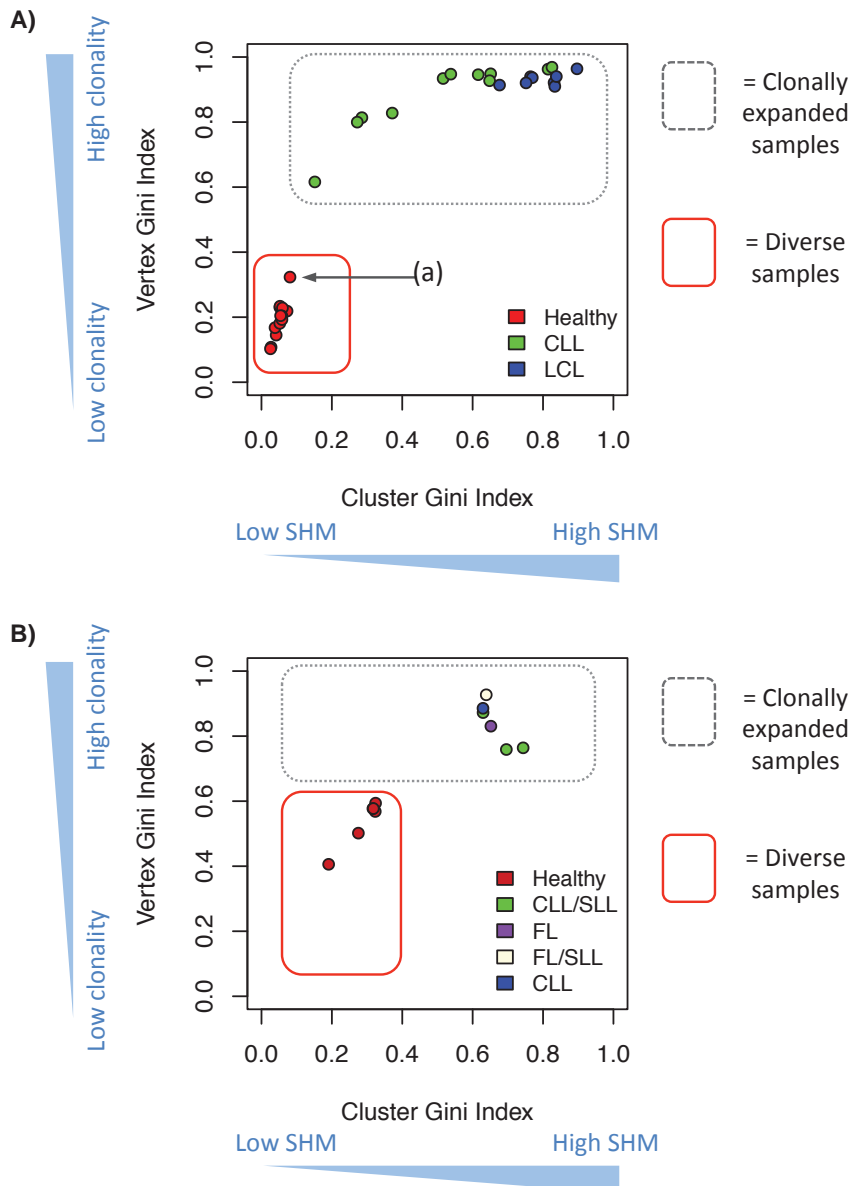 A)
High clonality
Low clonality
Vertex Gini Index
1.0
0.8
0.6
0.4
0.2
0.0
(a)
Healthy
CLL
LCL
0.0 0.2 0.4 0.6 0.8 1.0
Cluster Gini Index
Low SHM
High SHM
= Clonally
expanded
samples
= Diverse
samples
B)
High clonality
Low clonality
Vertex Gini Index
1.0
0.8
0.6
0.4
0.2
0.0
Healthy
CLL/SLL
FL
FL/SLL
CLL
0.0 0.2 0.4 0.6 0.8 1.0
Cluster Gini Index
Low SHM
High SHM
= Clonally
expanded
samples
= Diverse
samples